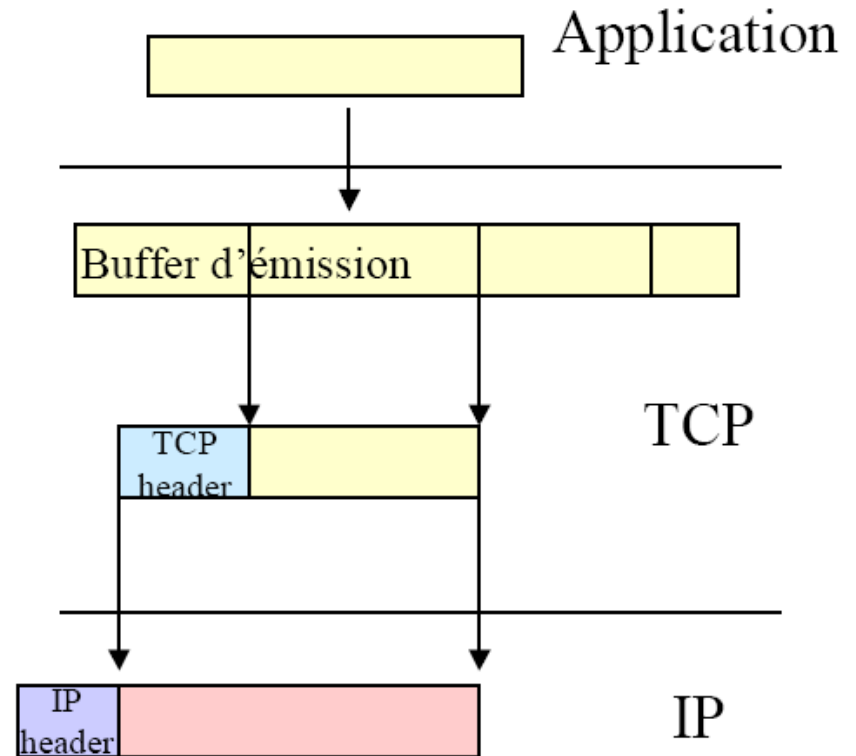 Application
Buffer d’émission
TCP
TCP
header
IP
IP
header